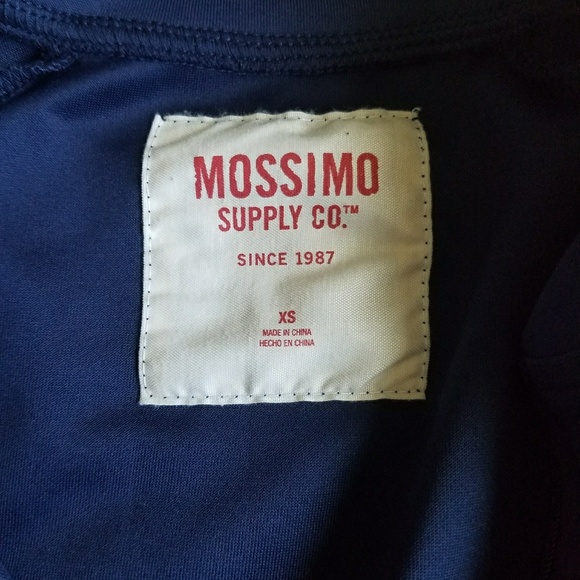 MOSSIMO
SUPPLY CO.™
SINCE 1987
XS
MADE IN CHINA
HECHO EN CHINA